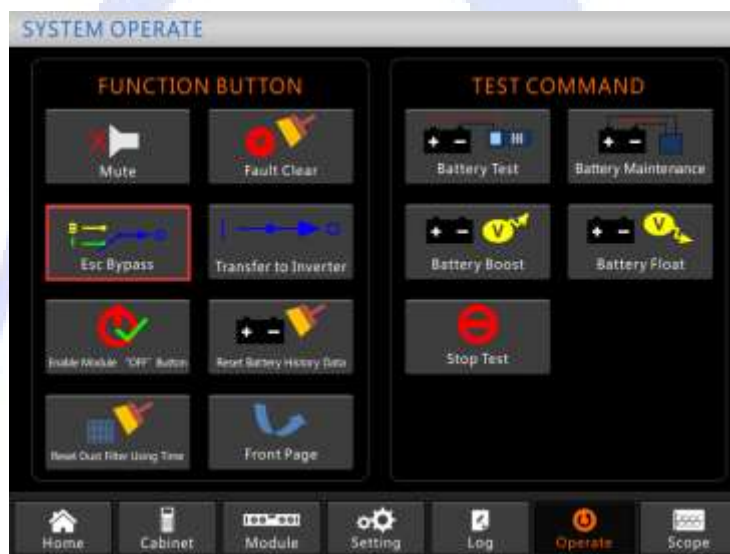 SYSTEM OPERATE
FUNCTION BUTTON
Mute
Fault Clear
Esc Bypass
Transfer to Inverter
Enable Module "OFF" Button
Reset Battery History Data
Reset Dust Filter Using Time
Front Page
TEST COMMAND
Battery Test
Battery Maintenance
Battery Boost
Battery Float
Stop Test
Home
Cabinet
Module
Setting
Log
Operate
Scope